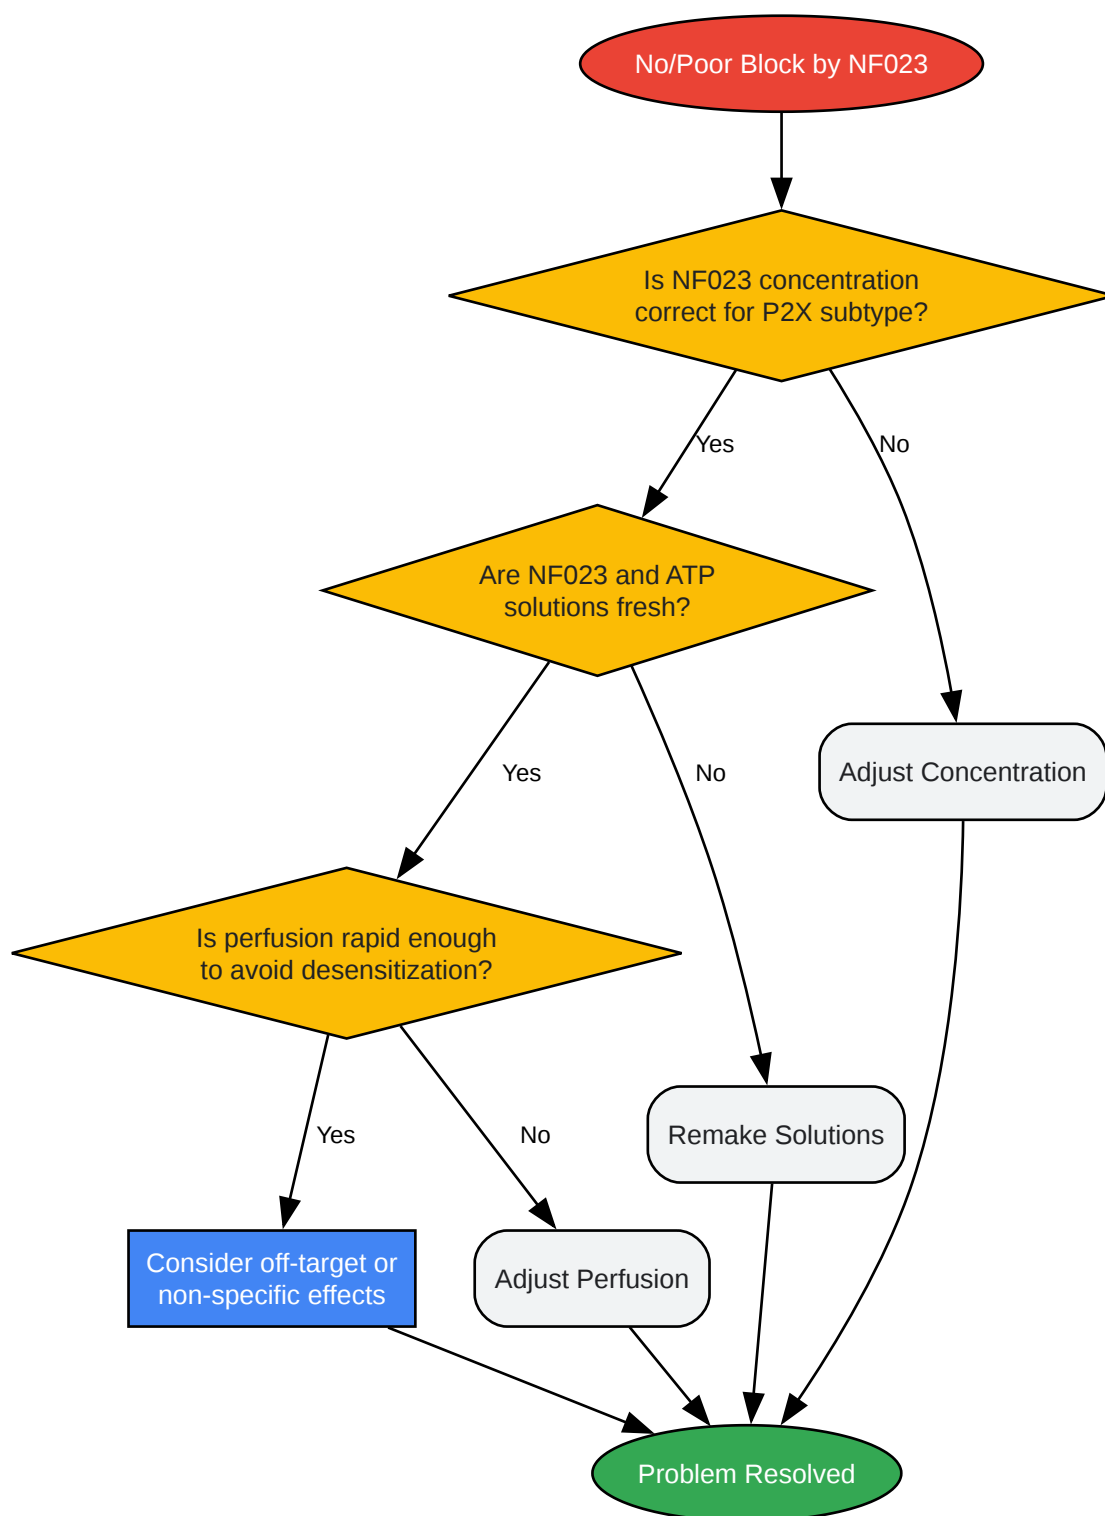 No/Poor Block by NF023
Is NF023 concentration
correct for P2X subtype?
Yes
No
Are NF023 and ATP
solutions fresh?
Yes
No
Adjust Concentration
Is perfusion rapid enough
to avoid desensitization?
Yes
No
Remake Solutions
Consider off-target or
non-specific effects
Adjust Perfusion
Problem Resolved